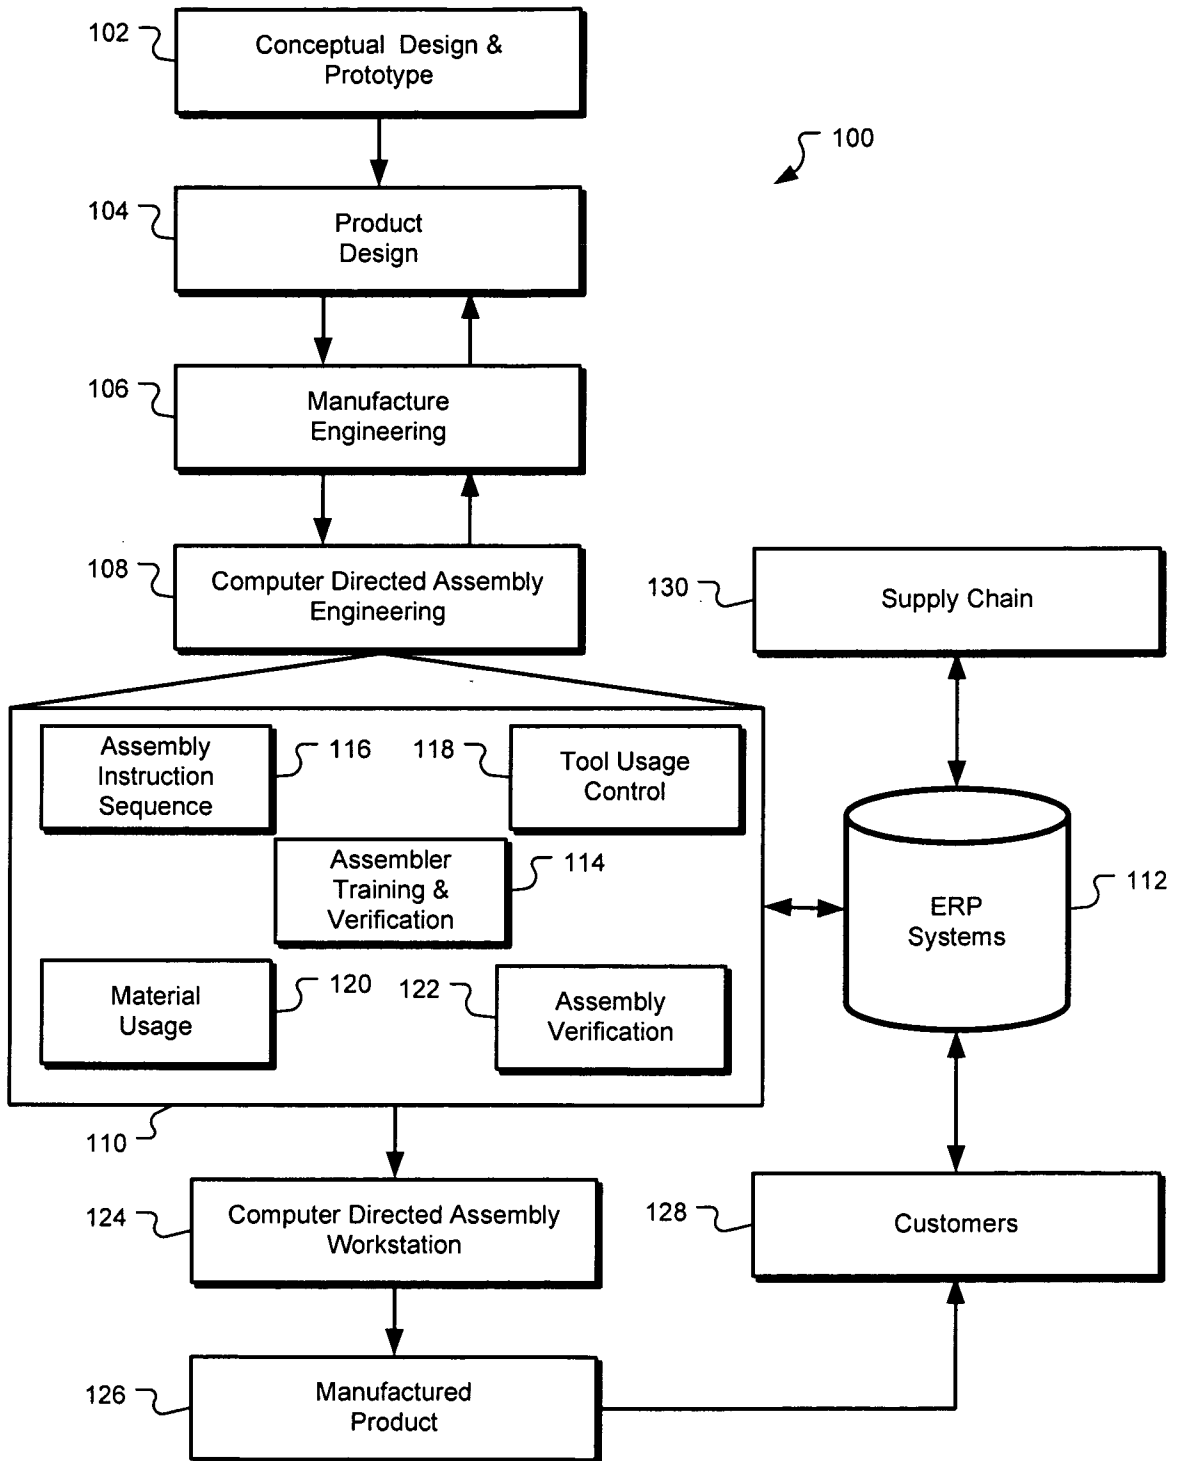 102
Conceptual Design &
Prototype
100
104
Product
Design
106
Manufacture
Engineering
108
Computer Directed Assembly
Engineering
130
Supply Chain
Assembly
Instruction
Sequence
116
118
Tool Usage
Control
Assembler
Training &
Verification
114
ERP
Systems
112
Material
Usage
120
122
Assembly
Verification
110
124
Computer Directed Assembly
Workstation
128
Customers
126
Manufactured
Product